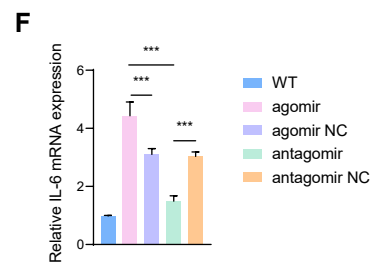 F
Relative IL-6 mRNA expression
6
4
2
0
***
***
***
WT
agomir
agomir NC
antagomir
antagomir NC